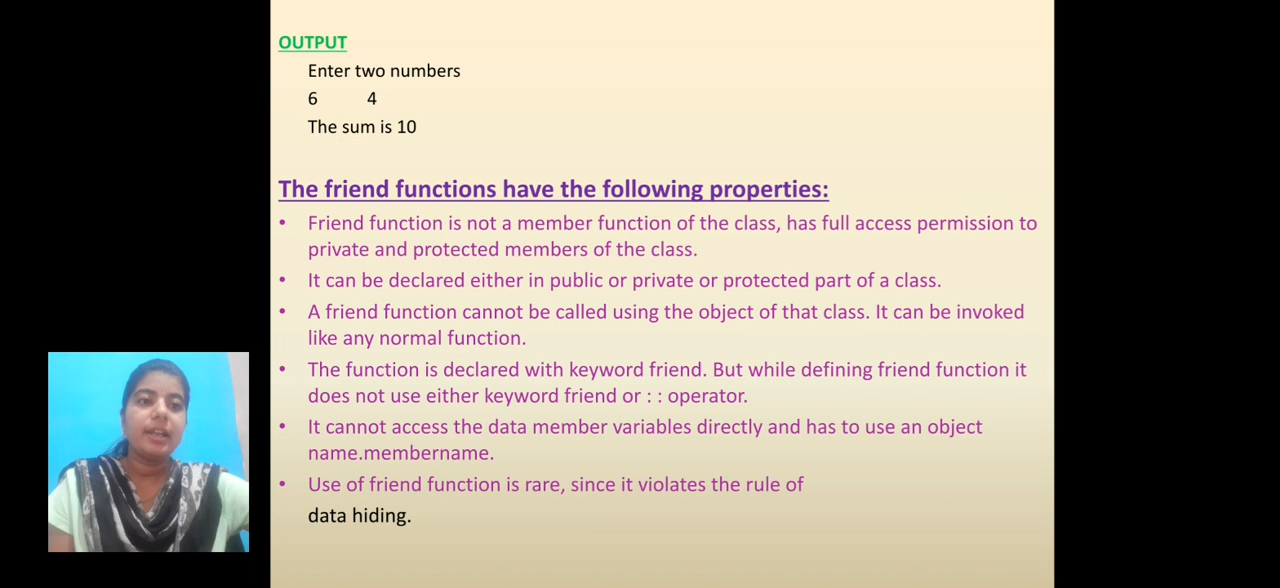 OUTPUT
Enter two numbers
6 4
The sum is 10
The friend functions have the following properties:
• Friend function is not a member function of the class, has full access permission to
private and protected members of the class.
• It can be declared either in public or private or protected part of a class.
• A friend function cannot be called using the object of that class. It can be invoked
like any normal function.
• The function is declared with keyword friend. But while defining friend function it
does not use either keyword friend or : : operator.
• It cannot access the data member variables directly and has to use an object
name.membername.
• Use of friend function is rare, since it violates the rule of
data hiding.